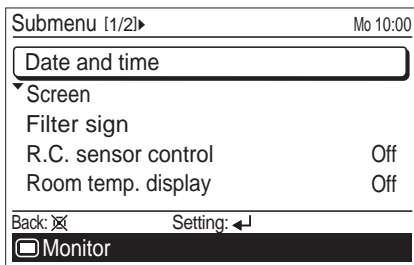 Submenu [1/2]▸ Mo 10:00
Date and time
Screen
Filter sign
R.C. sensor control Off
Room temp. display Off
Back: Setting:
Monitor